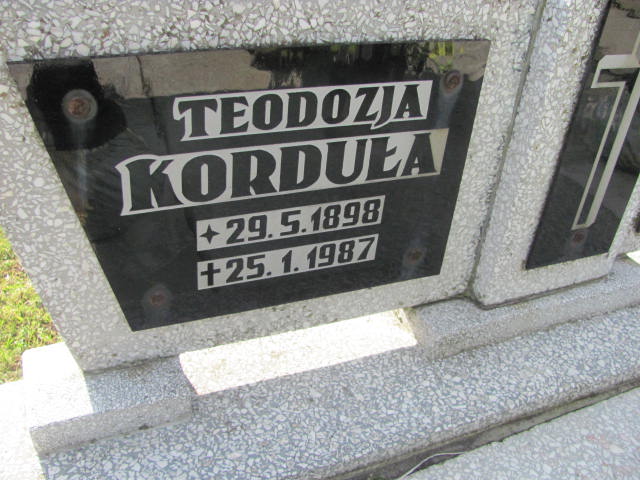 TEODOZJA
KORDUŁA
✦ 29.5.1898
✝ 25.1.1987